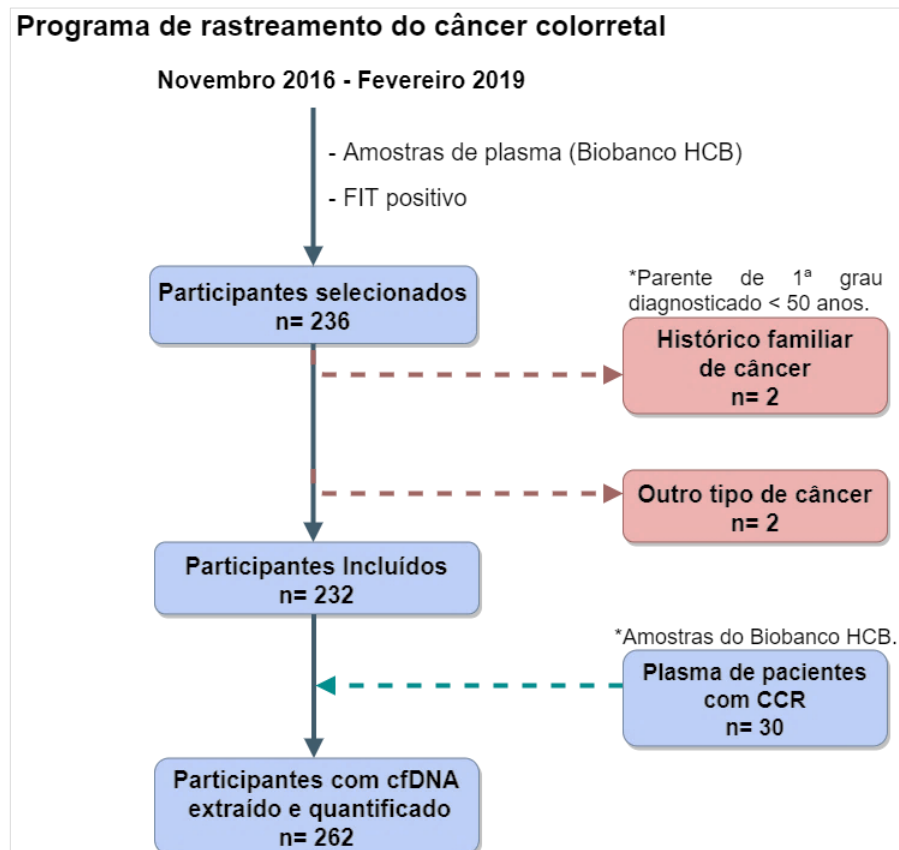 Programa de rastreamento do câncer colorretal
Novembro 2016 - Fevereiro 2019
- Amostras de plasma (Biobanco HCB)
- FIT positivo
Participantes selecionados
n= 236
*Parente de 1ª grau
diagnosticado < 50 anos.
Histórico familiar
de câncer
n= 2
Outro tipo de câncer
n= 2
Participantes Incluídos
n= 232
*Amostras do Biobanco HCB.
Plasma de pacientes
com CCR
n= 30
Participantes com cfDNA
extraído e quantificado
n= 262